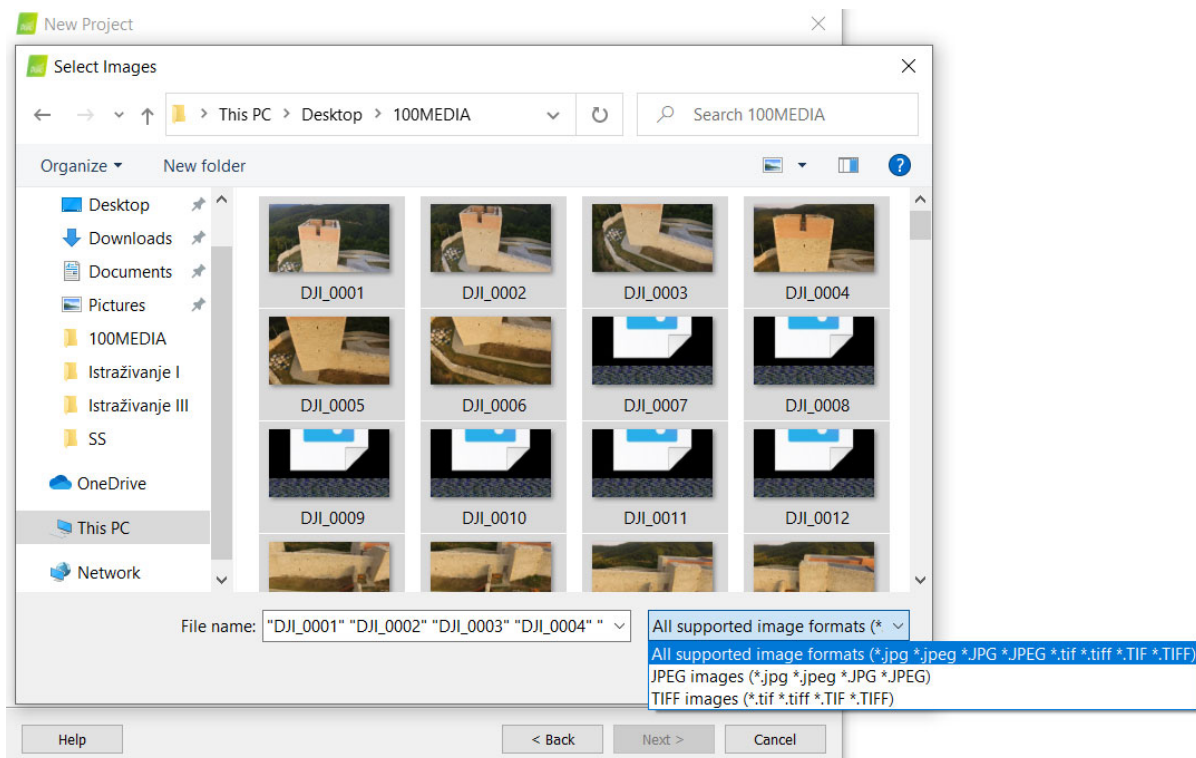 New Project
Select Images
This PC > Desktop > 100MEDIA
Search 100MEDIA
Organize
New folder
Desktop
Downloads
Documents
Pictures
100MEDIA
Istraživanje I
Istraživanje III
SS
OneDrive
This PC
Network
DJI_0001 DJI_0002 DJI_0003 DJI_0004
DJI_0005 DJI_0006 DJI_0007 DJI_0008
DJI_0009 DJI_0010 DJI_0011 DJI_0012
File name: "DJI_0001" "DJI_0002" "DJI_0003" "DJI_0004" "
All supported image formats (*.
All supported image formats (*.jpg *.jpeg *.JPG *.JPEG *.tif *.tiff *.TIF *.TIFF)
JPEG images (*.jpg *.jpeg *.JPG *.JPEG)
TIFF images (*.tif *.tiff *.TIF *.TIFF)
Help
< Back
Next >
Cancel